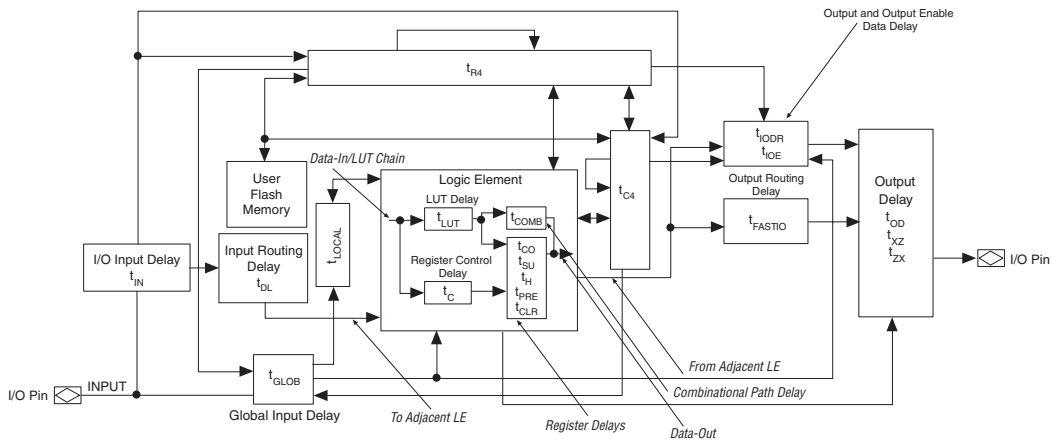 Output and Output Enable
Data Delay
tR4
tIODR
tIOE
Data-In/LUT Chain
User
Flash
Memory
Logic Element
LUT Delay
tLUT
tCOMB
tC4
Output Routing
Delay
tFASTIO
Output
Delay
tOD
tXZ
tZX
I/O Pin
I/O Input Delay
tIN
Input Routing
Delay
tDL
tLOCAL
Register Control
Delay
tC
tCO
tSU
tH
tPRE
tCLR
From Adjacent LE
I/O Pin
INPUT
tGLOB
Global Input Delay
To Adjacent LE
Combinational Path Delay
Register Delays
Data-Out